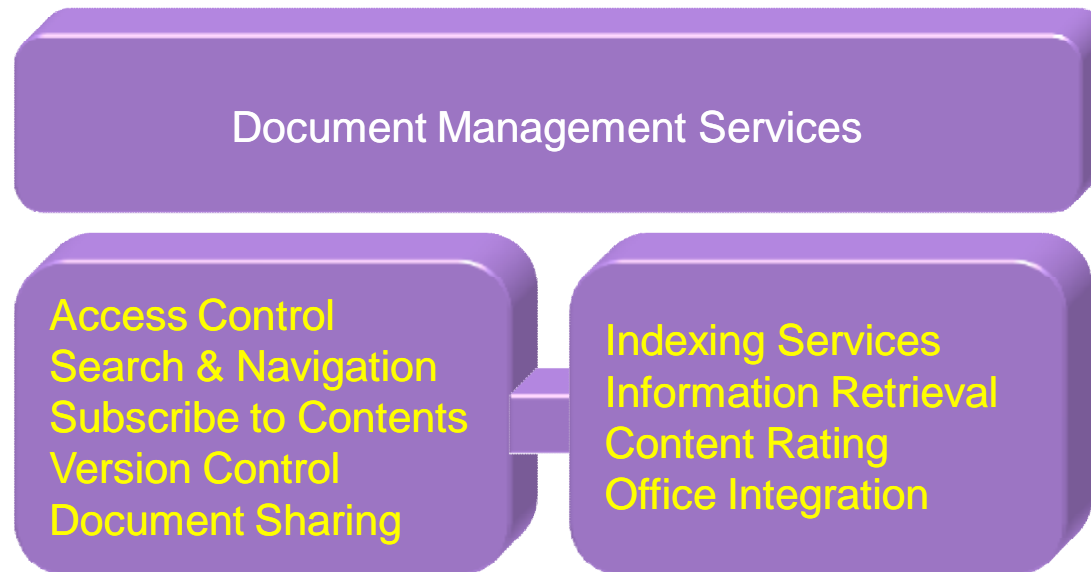 Document Management Services
Access Control
Search & Navigation
Subscribe to Contents
Version Control
Document Sharing
Indexing Services
Information Retrieval
Content Rating
Office Integration